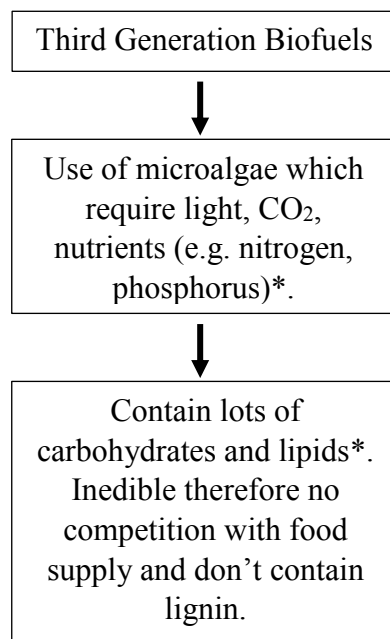 Third Generation Biofuels
Use of microalgae which
require light, CO₂,
nutrients (e.g. nitrogen,
phosphorus)*.
Contain lots of
carbohydrates and lipids*.
Inedible therefore no
competition with food
supply and don’t contain
lignin.